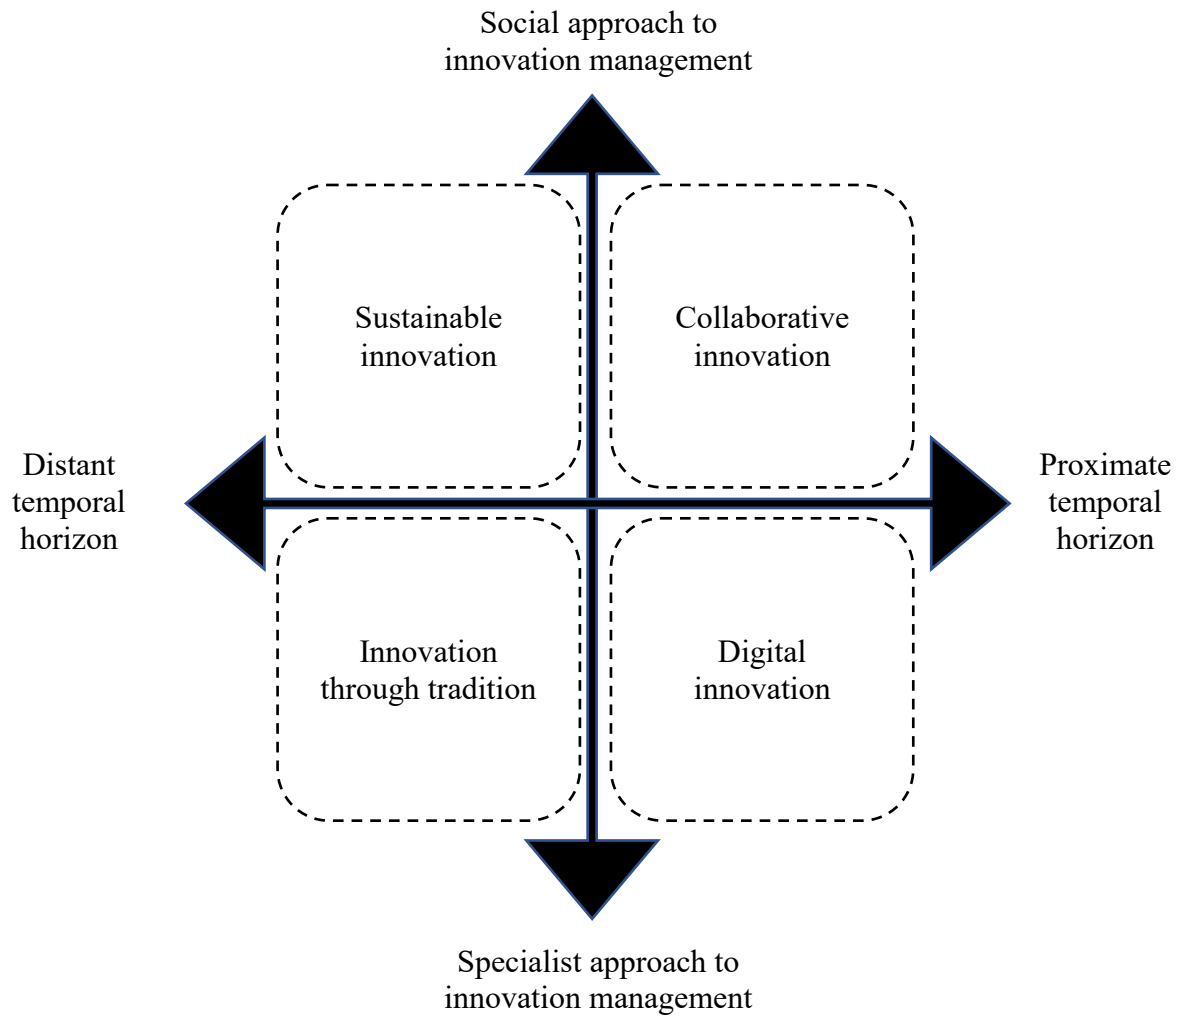 Social approach to
innovation management
Sustainable
innovation
Collaborative
innovation
Distant
temporal
horizon
Proximate
temporal
horizon
Innovation
through tradition
Digital
innovation
Specialist approach to
innovation management